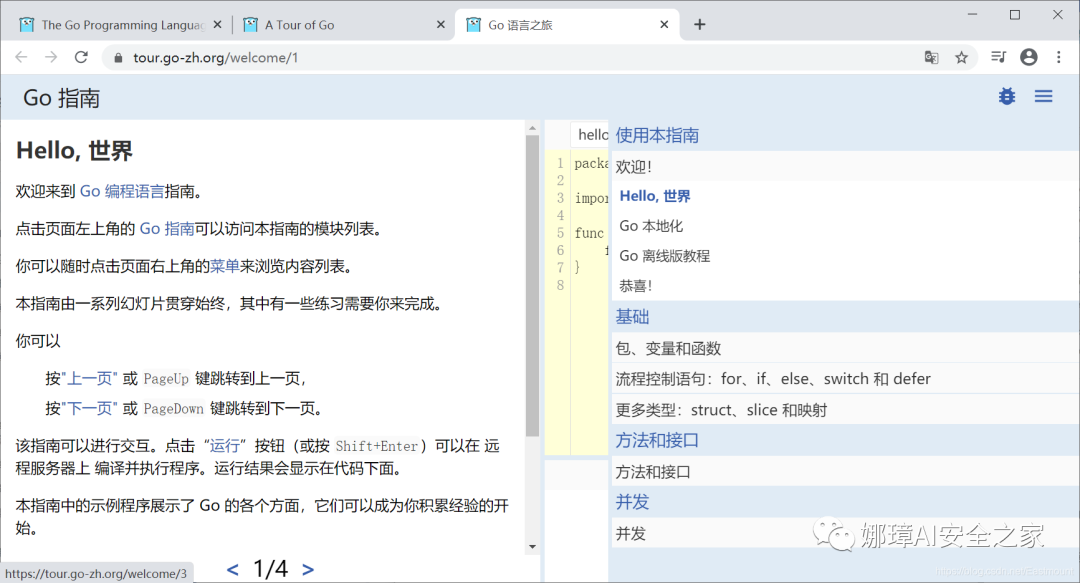 The Go Programming Langua
A Tour of Go
Go 语言之旅
tour.go-zh.org/welcome/1
Go 指南
Hello, 世界
欢迎来到 Go 编程语言指南。
点击页面左上角的 Go 指南可以访问本指南的模块列表。
你可以随时点击页面右上角的菜单来浏览内容列表。
本指南由一系列幻灯片贯穿始终，其中有一些练习需要你来完成。
你可以
按"上一页" 或 PageUp 键跳转到上一页，
按"下一页" 或 PageDown 键跳转到下一页。
该指南可以进行交互。点击“运行”按钮（或按 Shift+Enter）可以在 远
程服务器上 编译并执行程序。运行结果会显示在代码下面。
本指南中的示例程序展示了 Go 的各个方面，它们可以成为你积累经验的开
始。
< 1/4 >
https://tour.go-zh.org/welcome/3
hello
1 packa
2
3 impor
4
5 func
6 f
7 }
8
使用本指南
欢迎！
Hello, 世界
Go 本地化
Go 离线版教程
恭喜！
基础
包、变量和函数
流程控制语句：for、if、else、switch 和 defer
更多类型：struct、slice 和映射
方法和接口
方法和接口
并发
并发
娜璋AI安全之家